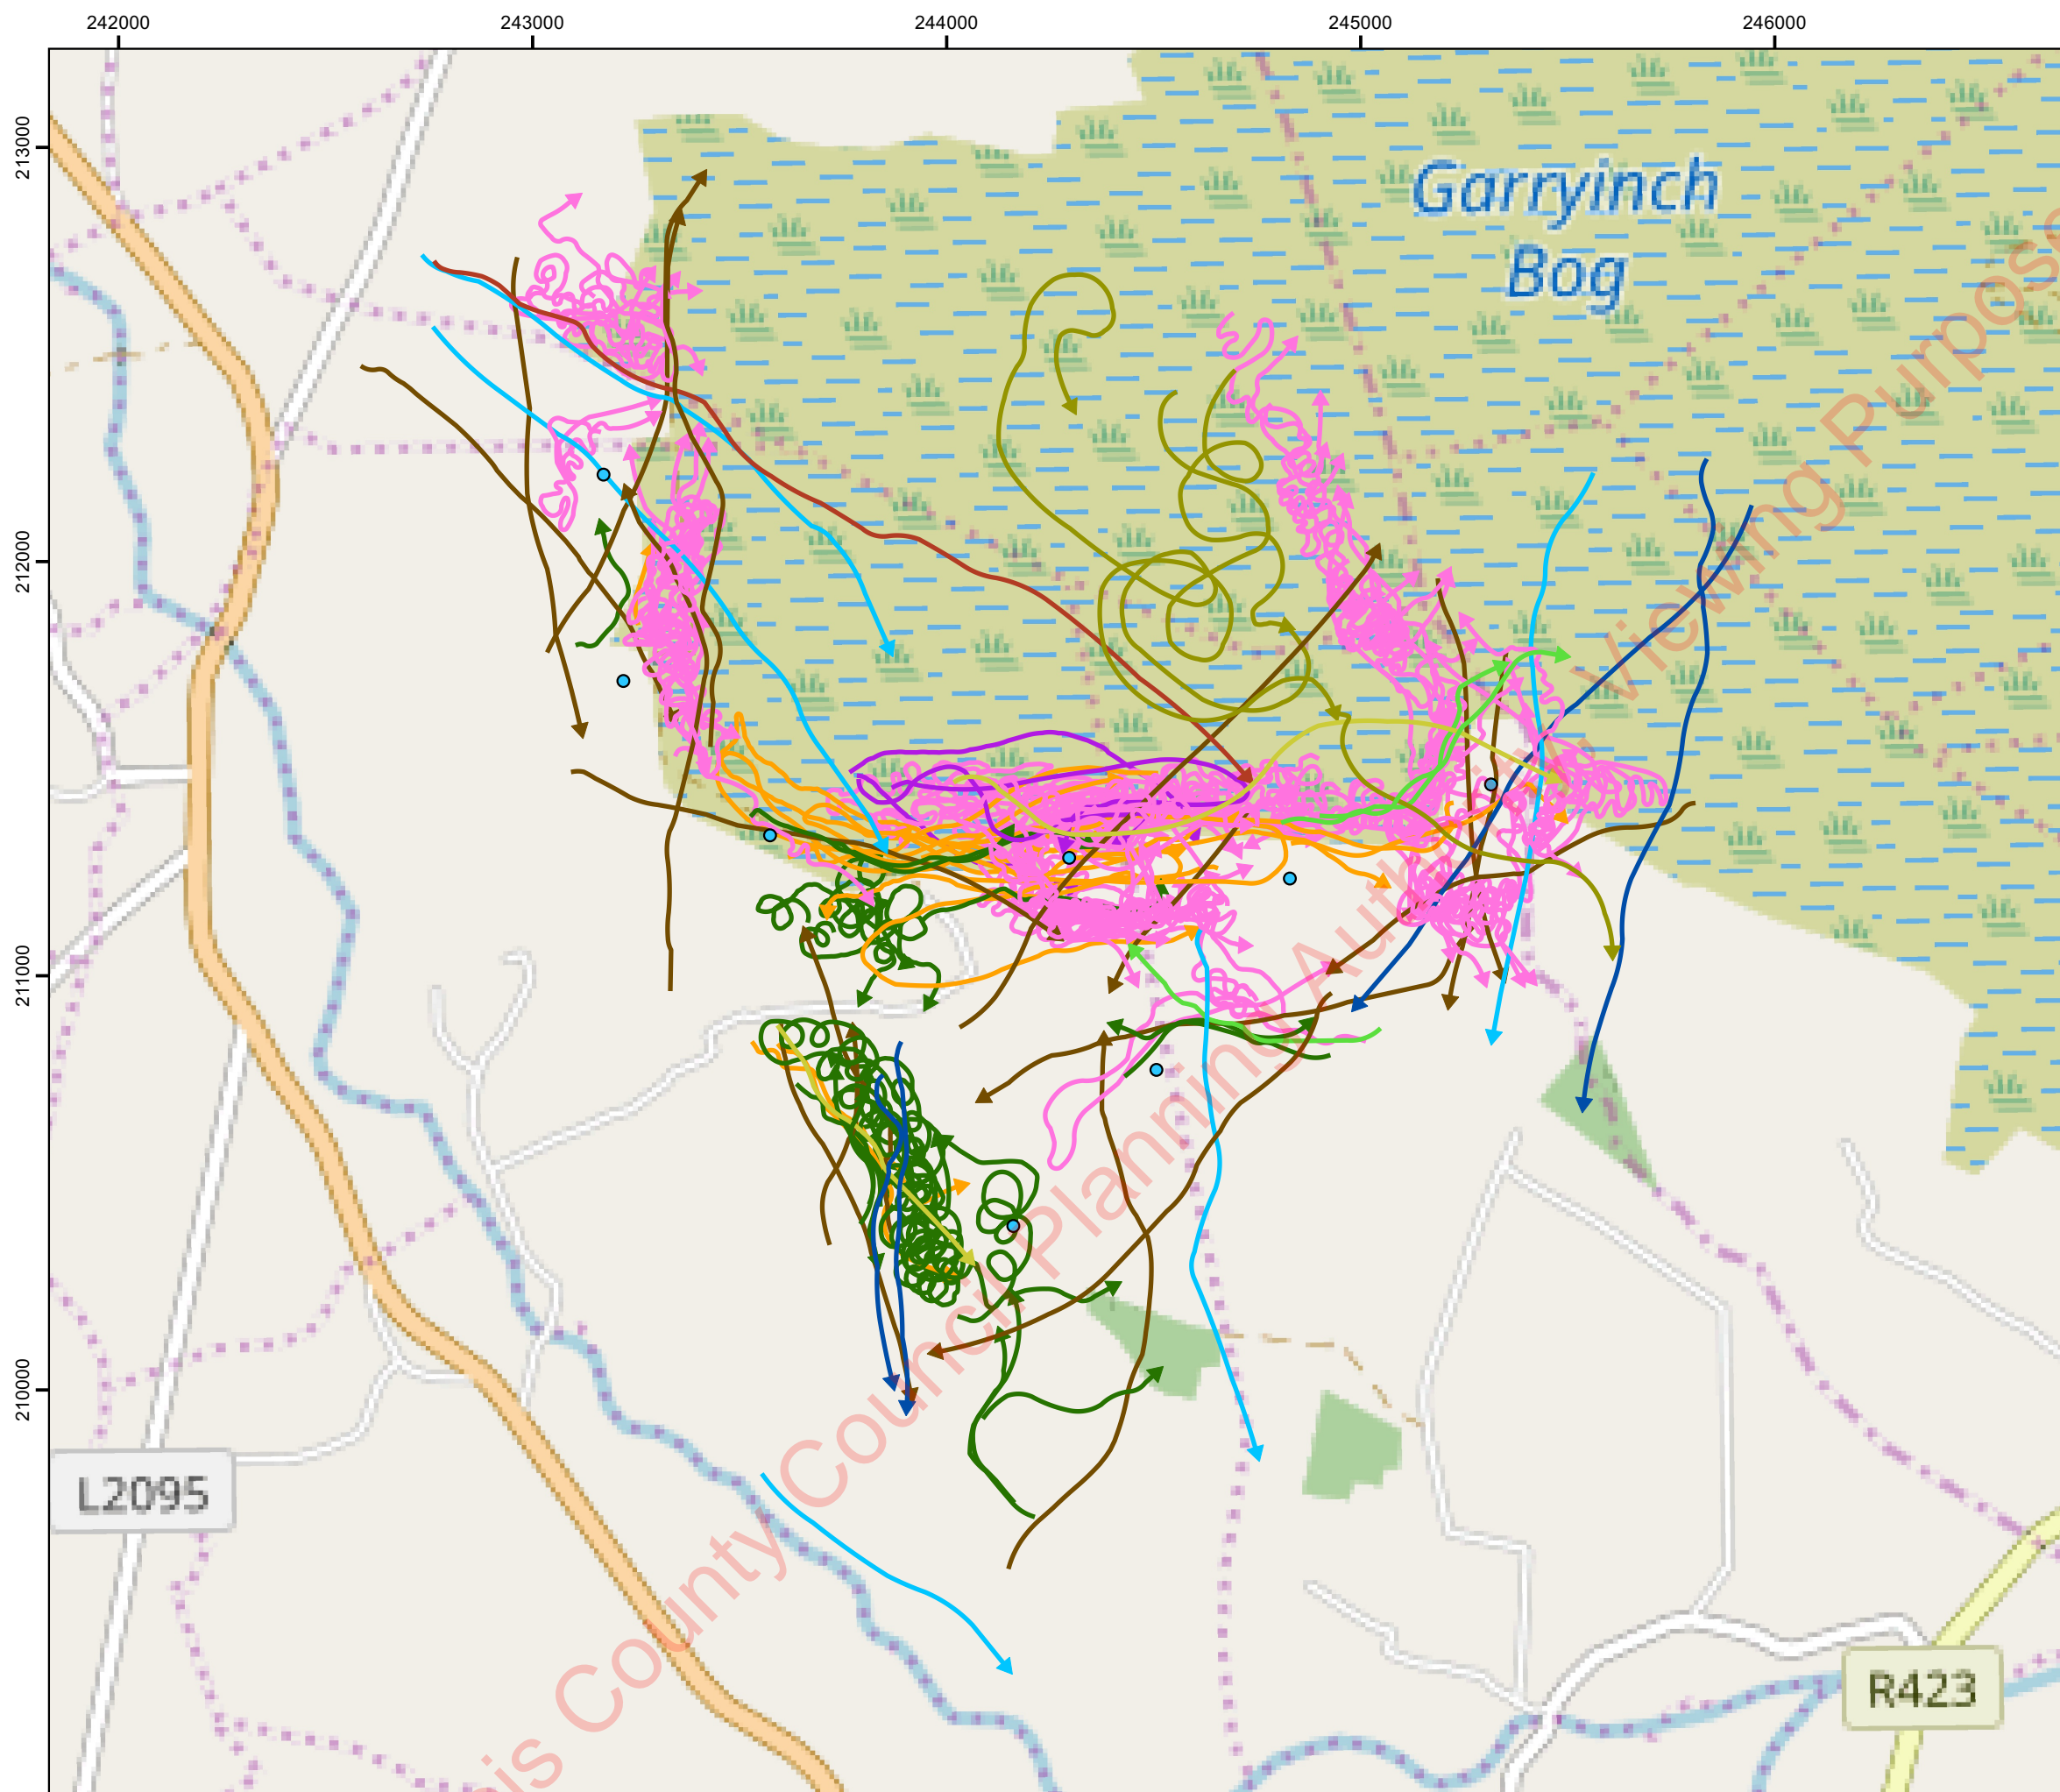 242000 243000 244000 245000 246000
213000
212000
211000
210000
Garryinch
Bog
L2095
R423
is County Council Planning Authority, Viewing Purpose